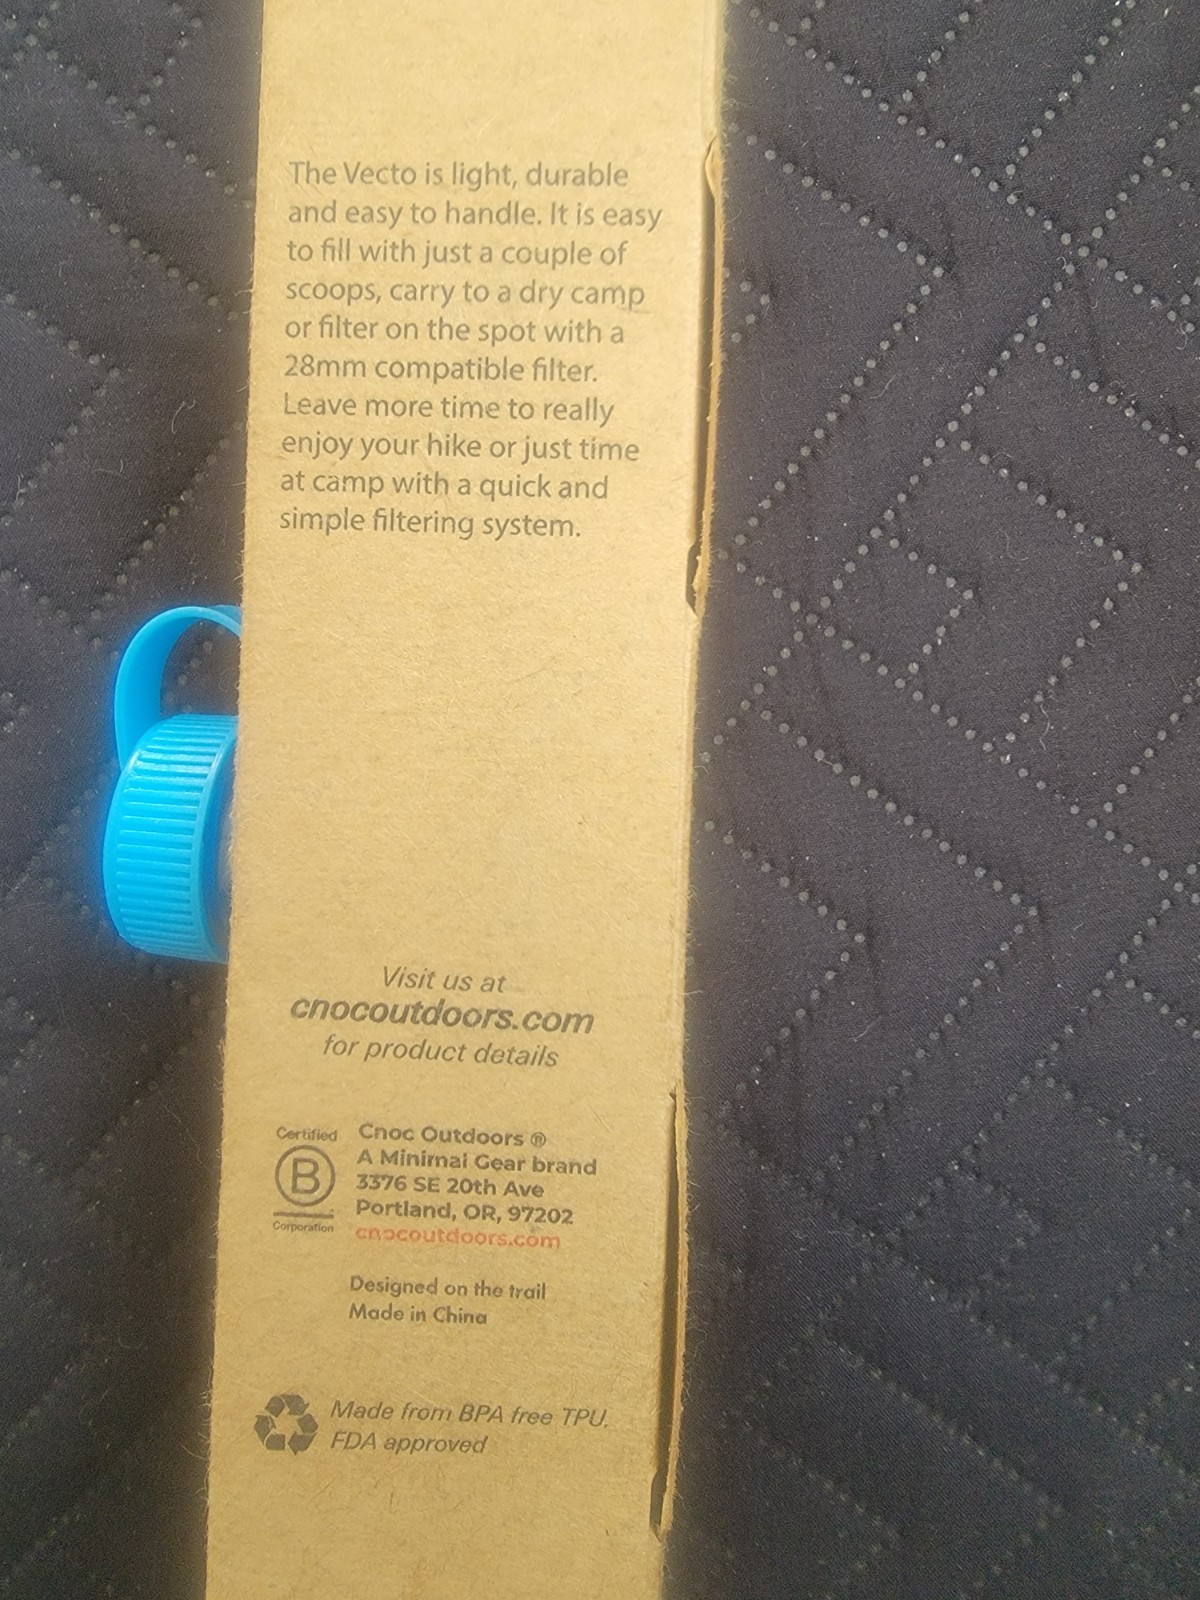 The Vecto is light, durable
and easy to handle. It is easy
to fill with just a couple of
scoops, carry to a dry camp
or filter on the spot with a
28mm compatible filter.
Leave more time to really
enjoy your hike or just time
at camp with a quick and
simple filtering system.
Visit us at
cnocoutdoors.com
for product details
Certified
B
Corporation
Cnoc Outdoors ®
A Minimal Gear brand
3376 SE 20th Ave
Portland, OR, 97202
cnocoutdoors.com
Designed on the trail
Made in China
Made from BPA free TPU.
FDA approved